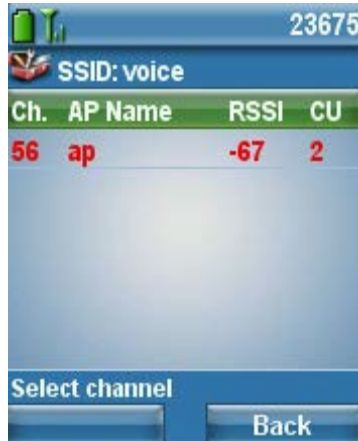 23675
SSID: voice
Ch. AP Name RSSI CU
56 ap -67 2
Select channel
Back